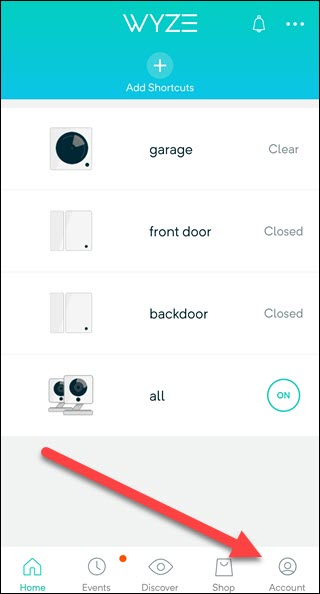 WYZE
Add Shortcuts
garage Clear
front door Closed
backdoor Closed
all ON
Home Events Discover Shop Account